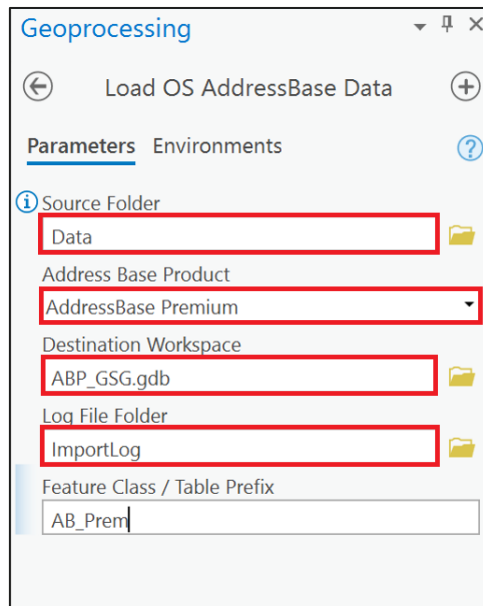 Geoprocessing
Load OS AddressBase Data
Parameters Environments
Source Folder
Data
Address Base Product
AddressBase Premium
Destination Workspace
ABP_GSG.gdb
Log File Folder
ImportLog
Feature Class / Table Prefix
AB_Prem